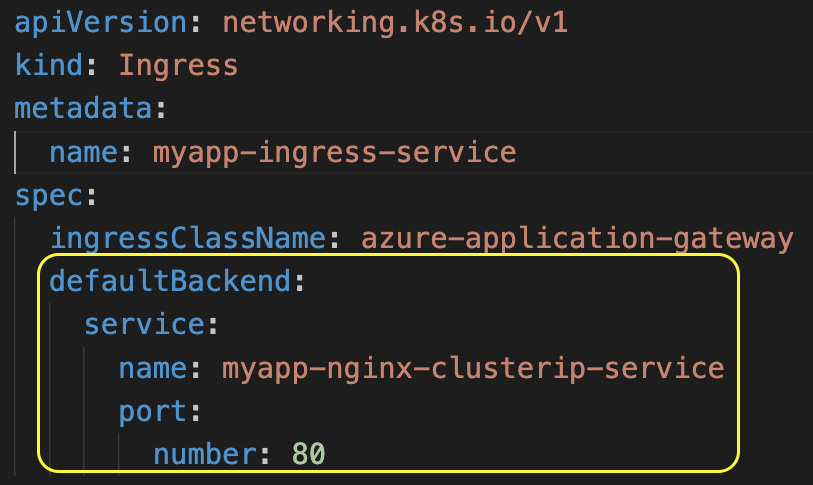 apiVersion: networking.k8s.io/v1
kind: Ingress
metadata:
  name: myapp-ingress-service
spec:
  ingressClassName: azure-application-gateway
  defaultBackend:
    service:
      name: myapp-nginx-clusterip-service
      port:
        number: 80